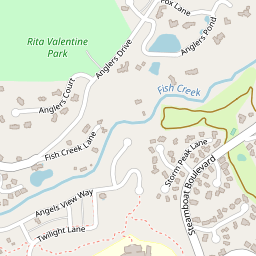 Fox Lane
Rita Valentine
Park
Anglers Drive
Anglers Pond
Fish Creek
Anglers Court
Fish Creek Lane
Storm Peak Lane
Steamboat Boulevard
Angels View Way
Twilight Lane